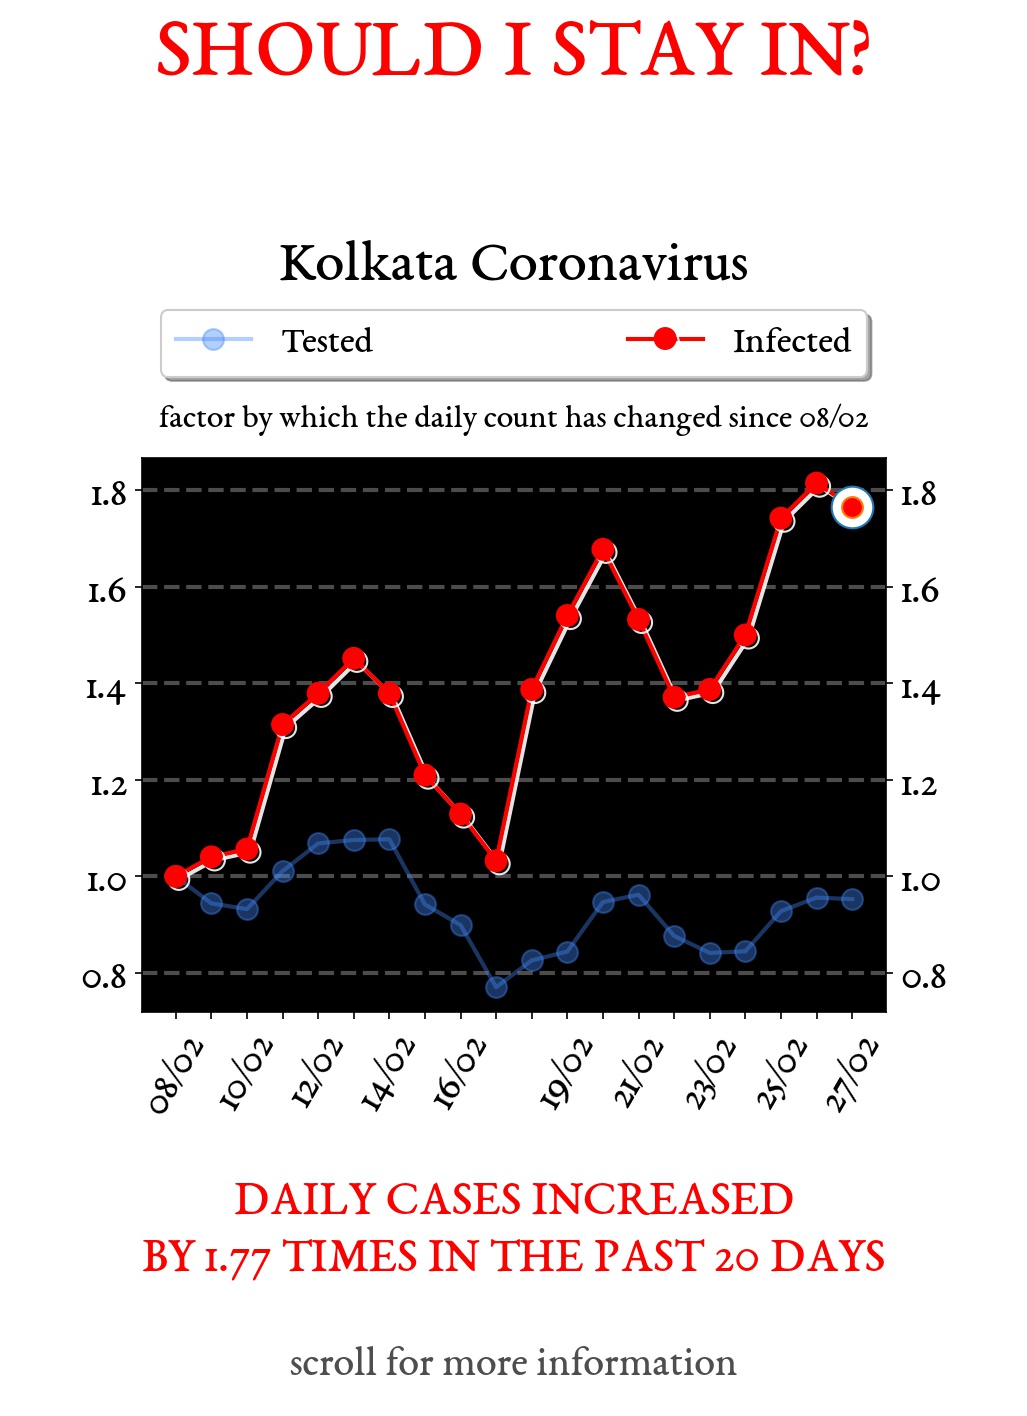 SHOULD I STAY IN?
Kolkata Coronavirus
Tested Infected
factor by which the daily count has changed since 08/02
1.8 1.8
1.6 1.6
1.4 1.4
1.2 1.2
1.0 1.0
0.8 0.8
08/02 10/02 12/02 14/02 16/02 19/02 21/02 23/02 25/02 27/02
DAILY CASES INCREASED
BY 1.77 TIMES IN THE PAST 20 DAYS
scroll for more information